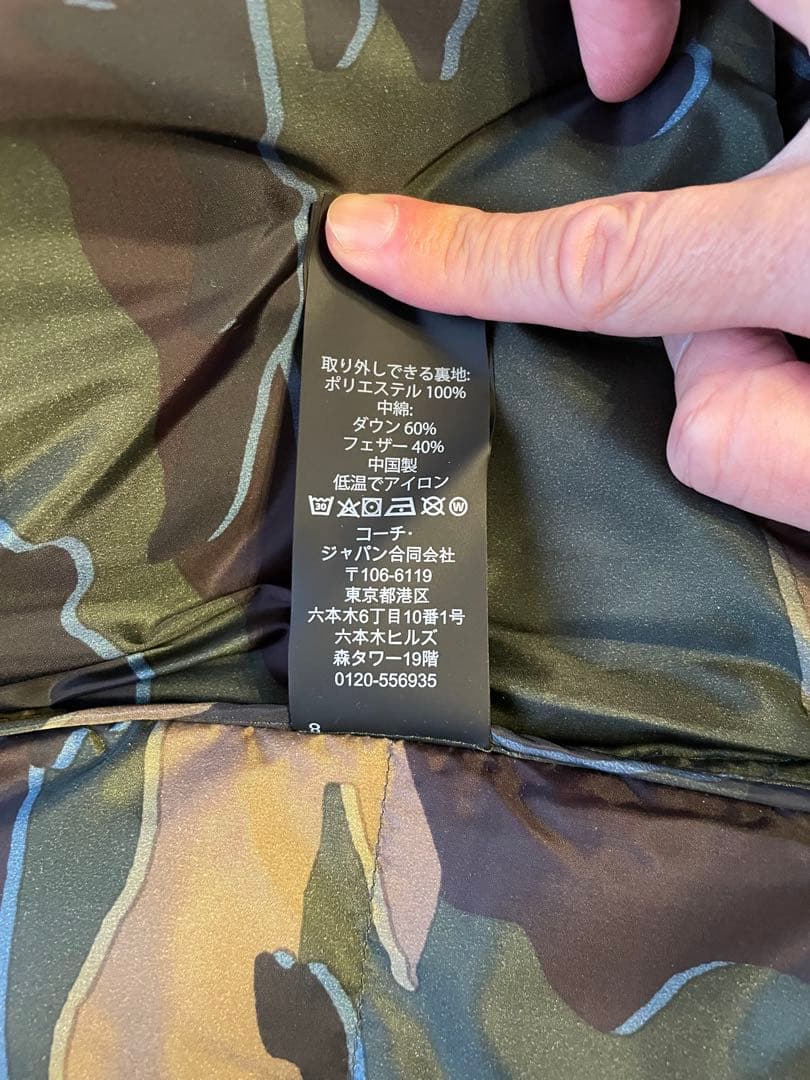 取り外しできる裏地:
ポリエステル 100%
中綿:
ダウン 60%
フェザー 40%
中国製
低温でアイロン
30 W
コーチ・
ジャパン合同会社
〒106-6119
東京都港区
六本木6丁目10番1号
六本木ヒルズ
森タワー19階
0120-556935
8